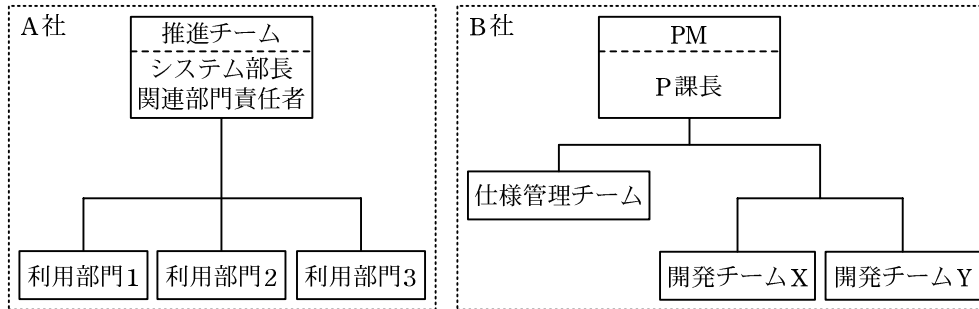 A社
推進チーム
システム部長
関連部門責任者
利用部門1
利用部門2
利用部門3
B社
PM
P課長
仕様管理チーム
開発チームX
開発チームY